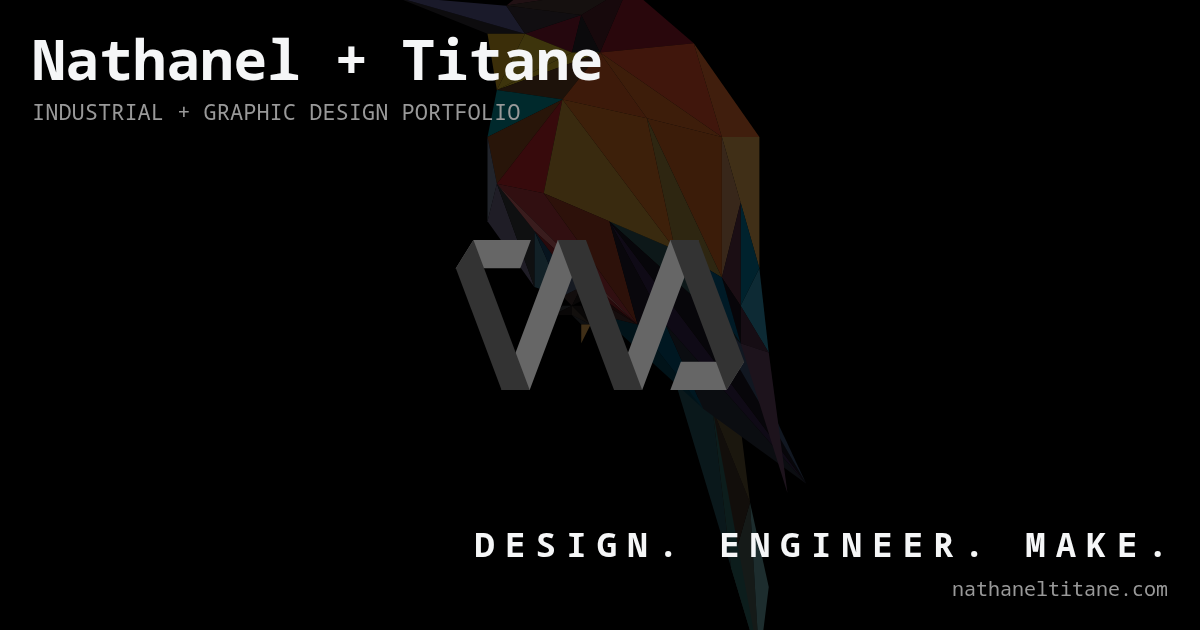 Nathanel + Titane
INDUSTRIAL + GRAPHIC DESIGN PORTFOLIO
DESIGN. ENGINEER. MAKE.
nathaneltitane.com